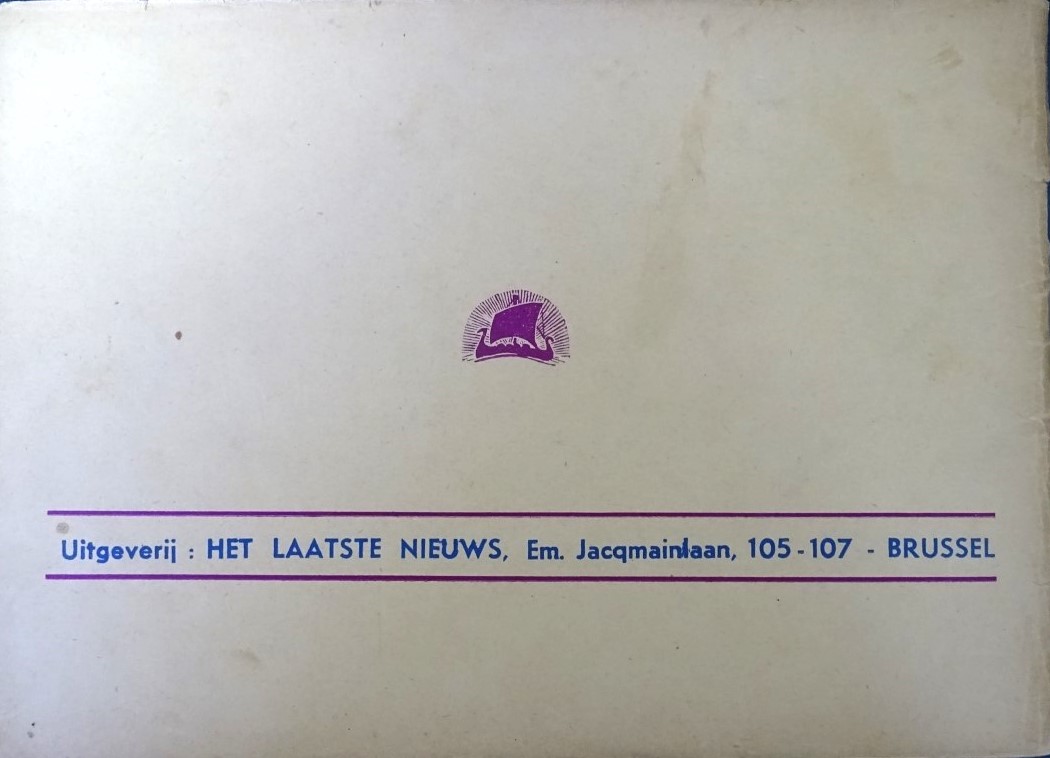 Uitgeverij : HET LAATSTE NIEUWS, Em. Jacqmainlaan, 105-107 - BRUSSEL